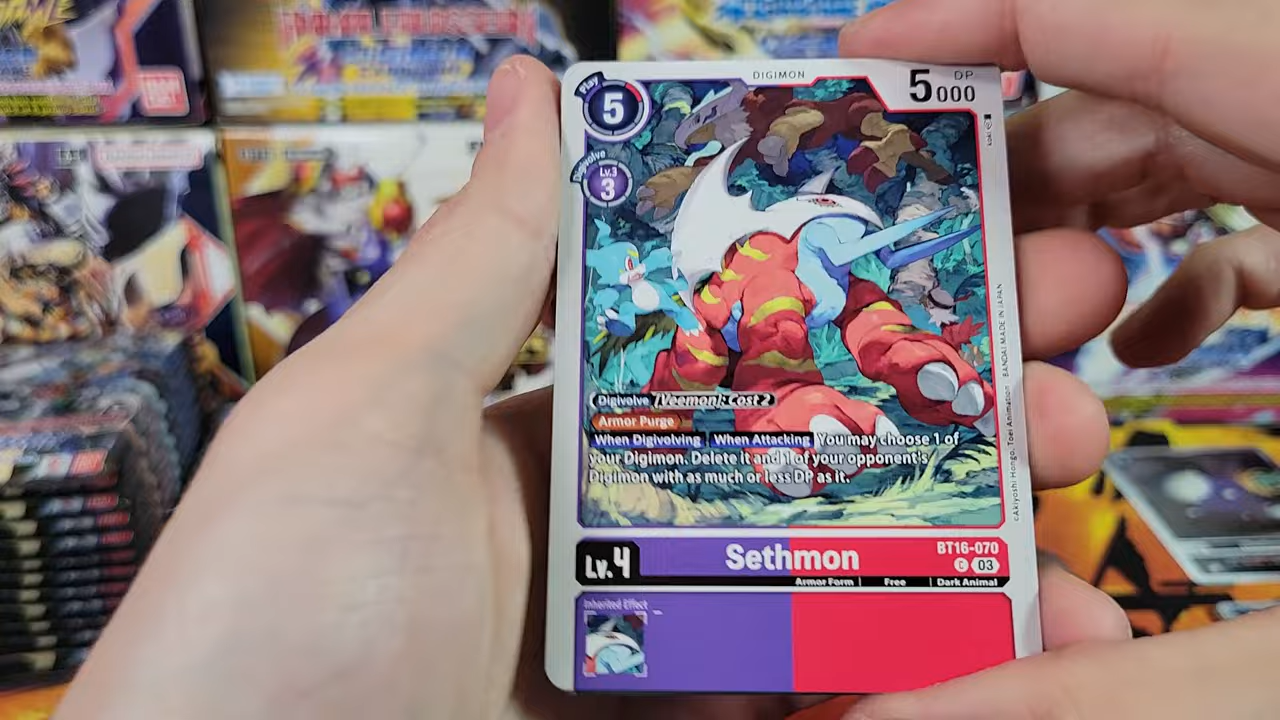 DIGIMON
Play
5
DP
5000
Digivolve
Lv.3
3
Digivolve [Veemon]: Cost 2
Armor Purge
When Digivolving When Attacking You may choose 1 of
your Digimon. Delete it and 1 of your opponent's
Digimon with as much or less DP as it.
©Akiyoshi Hongo, Toei Animation BANDAI MADE IN JAPAN
Lv.4
Sethmon
BT16-070
C 03
Armor Form | Free | Dark Animal
Inherited Effect